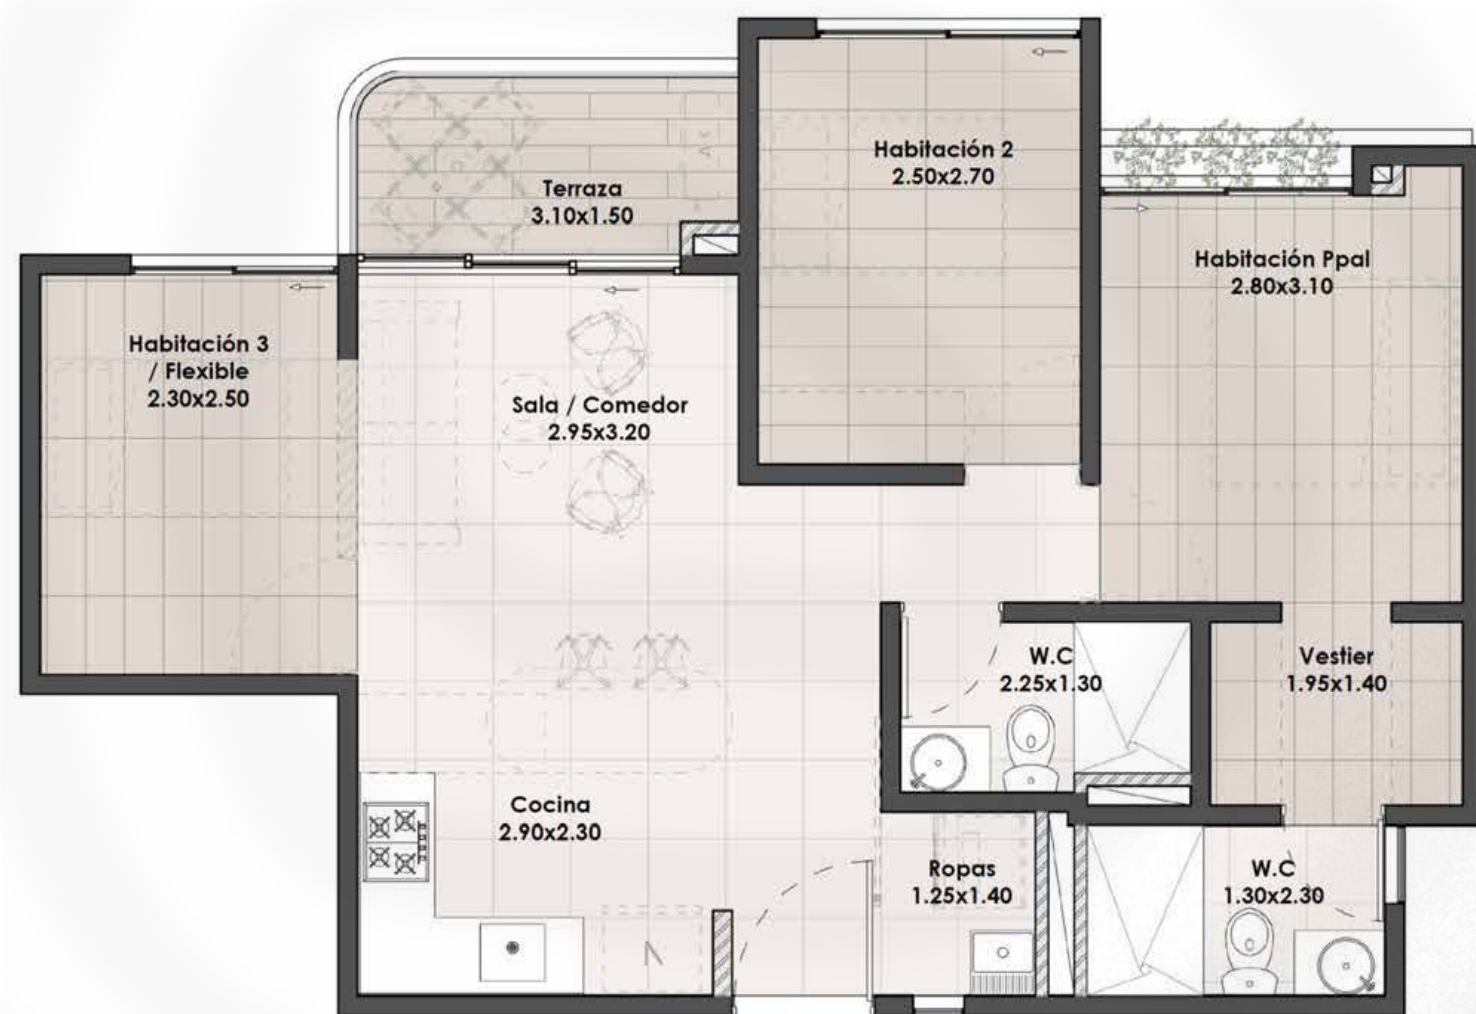 Habitación 2
2.50x2.70
Terraza
3.10x1.50
Habitación Ppal
2.80x3.10
Habitación 3
/ Flexible
2.30x2.50
Sala / Comedor
2.95x3.20
W.C
2.25x1.30
Vestier
1.95x1.40
Cocina
2.90x2.30
Ropas
1.25x1.40
W.C
1.30x2.30
N